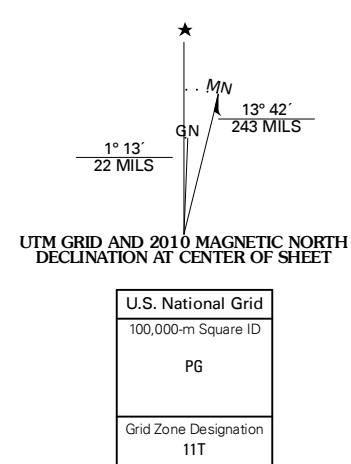 ★
MN
GN
13° 42´
243 MILS
1° 13´
22 MILS
UTM GRID AND 2010 MAGNETIC NORTH
DECLINATION AT CENTER OF SHEET
U.S. National Grid
100,000-m Square ID
PG
Grid Zone Designation
11T